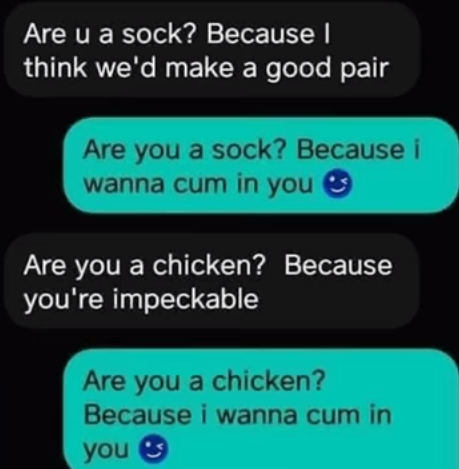 Are u a sock? Because I
think we'd make a good pair
Are you a sock? Because i
wanna cum in you 😏
Are you a chicken?  Because
you're impeckable
Are you a chicken?
Because i wanna cum in
you 😏